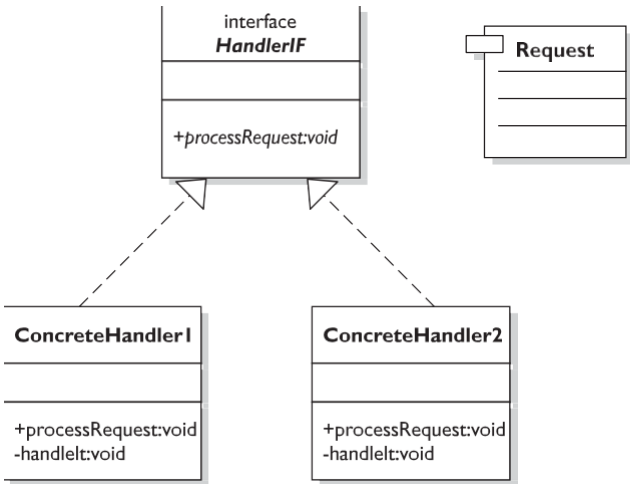 interface
HandlerIF
Request
+processRequest:void
ConcreteHandler1
ConcreteHandler2
+processRequest:void
-handleIt:void
+processRequest:void
-handleIt:void